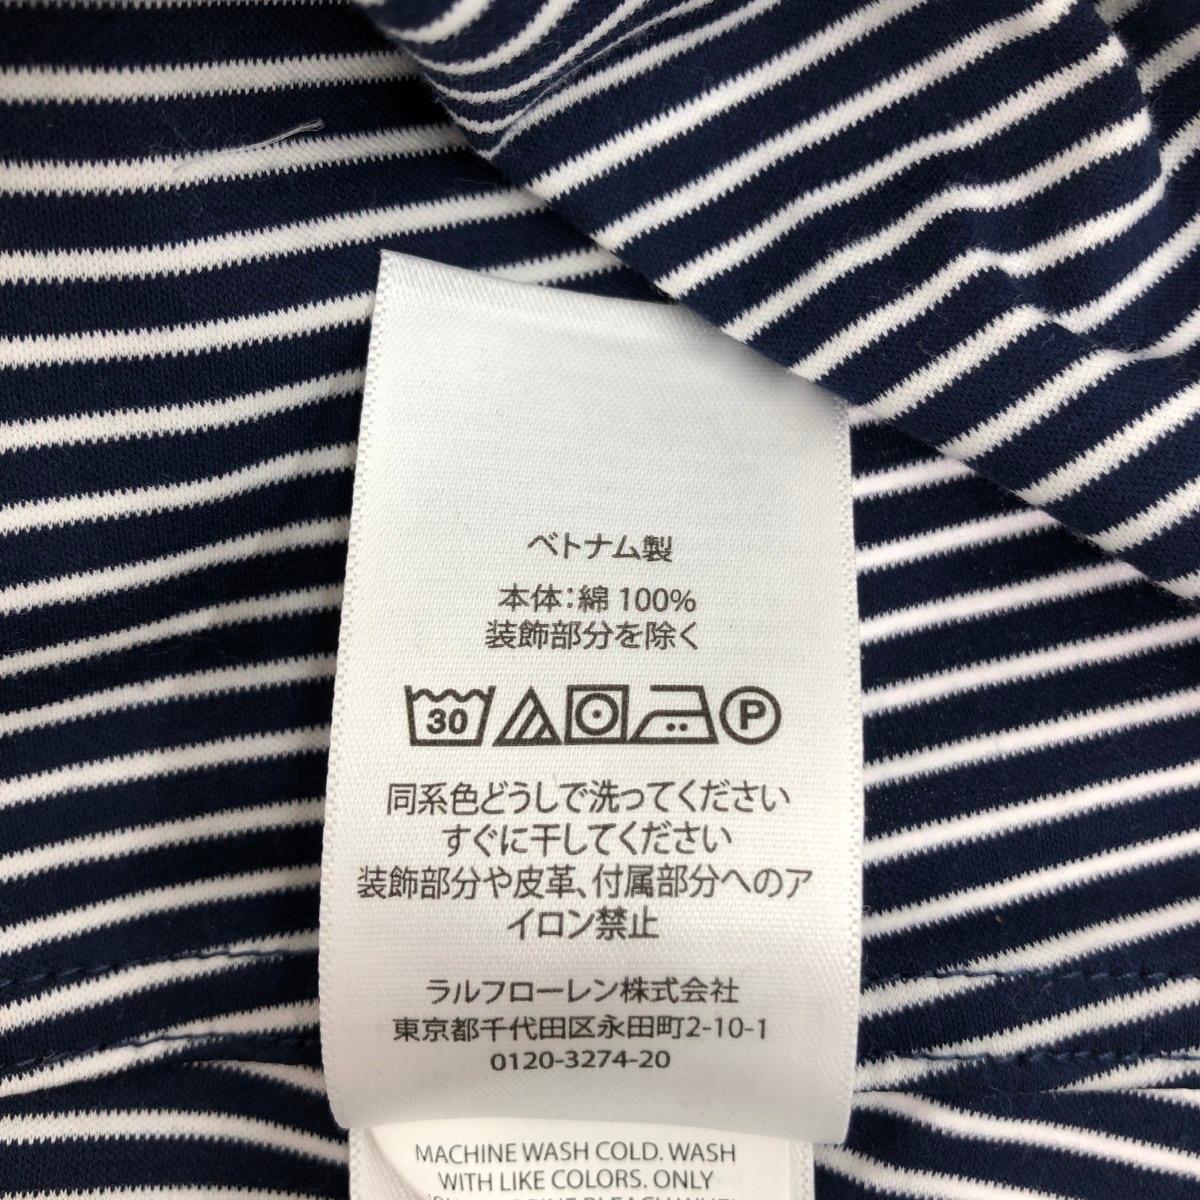 ベトナム製
本体:綿 100%
装飾部分を除く
30 P
同系色どうしで洗ってください
すぐに干してください
装飾部分や皮革、付属部分へのア
イロン禁止
ラルフローレン株式会社
東京都千代田区永田町2-10-1
0120-3274-20
MACHINE WASH COLD. WASH
WITH LIKE COLORS. ONLY
BLEACH